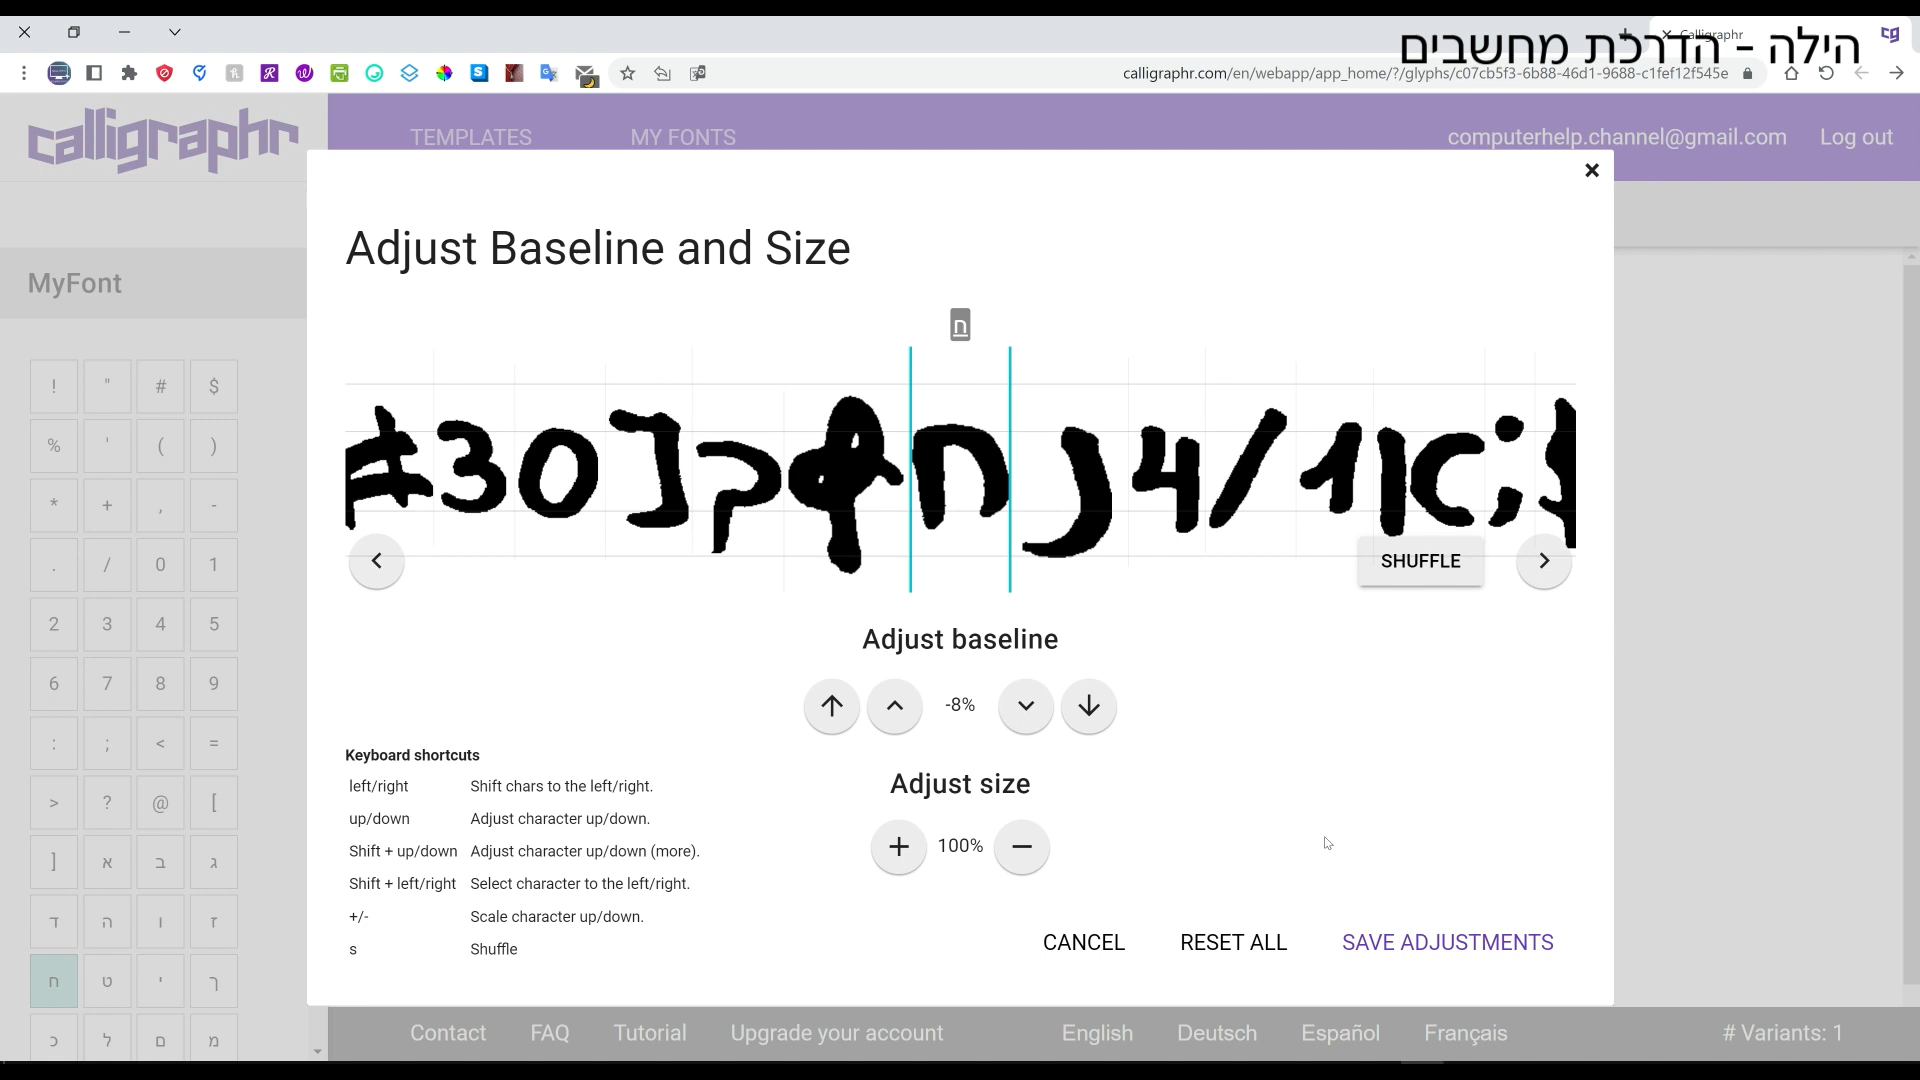 הילה - הדרכת מחשבים
Calligraphr
calligraphr.com/en/webapp/app_home/?/glyphs/c07cb5f3-6b88-46d1-9688-c1fef12f545e
calligraphr
TEMPLATES MY FONTS computerhelp.channel@gmail.com Log out
MyFont
! " # $
% ' ( )
* + , -
. / 0 1
2 3 4 5
6 7 8 9
: ; < =
> ? @ [
] א ב ג
ד ה ו ז
ח ט י ך
כ ל ם מ
Adjust Baseline and Size
ח
SHUFFLE
Adjust baseline
-8%
Adjust size
+ 100% −
Keyboard shortcuts
left/right Shift chars to the left/right.
up/down Adjust character up/down.
Shift + up/down Adjust character up/down (more).
Shift + left/right Select character to the left/right.
+/- Scale character up/down.
s Shuffle
CANCEL RESET ALL SAVE ADJUSTMENTS
Contact FAQ Tutorial Upgrade your account English Deutsch Español Français # Variants: 1